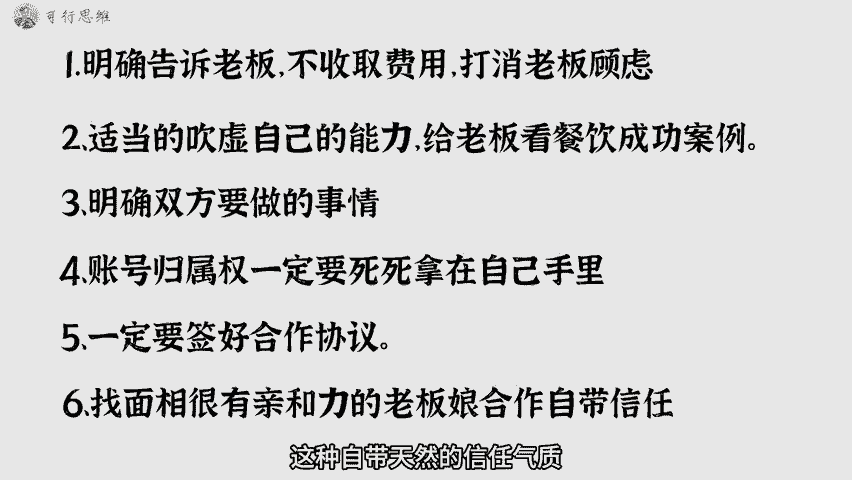 可行思维
1.明确告诉老板,不收取费用,打消老板顾虑
2、适当的吹虚自己的能力,给老板看餐饮成功案例。
3、明确双方要做的事情
4、账号归属权一定要死死拿在自己手里
5、一定要签好合作协议。
6、找面相很有亲和力的老板娘合作自带信任
这种自带天然的信任气质